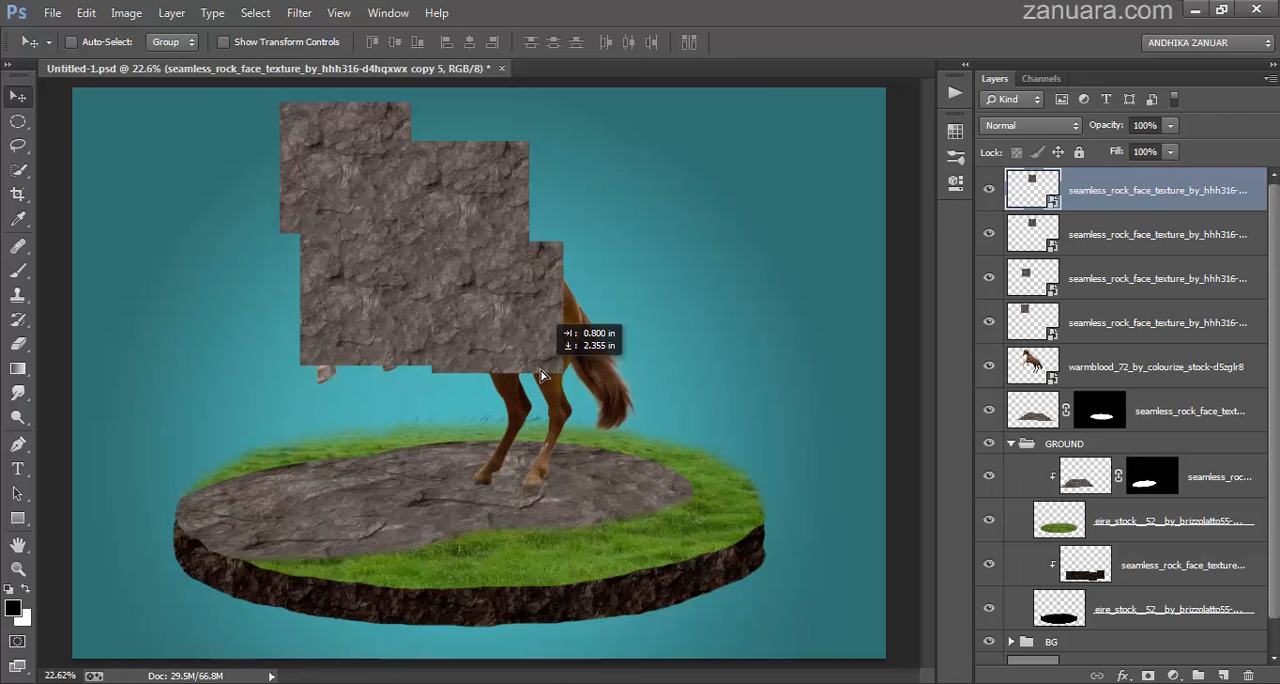 zanuara.com
Ps File Edit Image Layer Type Select Filter View Window Help
Auto-Select: Group Show Transform Controls ANDHIKA ZANUAR
Untitled-1.psd @ 22.6% (seamless_rock_face_texture_by_hhh316-d4hqxwx copy 5, RGB/8) * ×
Layers Channels
Kind
Normal Opacity: 100%
Lock: Fill: 100%
seamless_rock_face_texture_by_hhh316-...
seamless_rock_face_texture_by_hhh316-...
seamless_rock_face_texture_by_hhh316-...
seamless_rock_face_texture_by_hhh316-...
warmblood_72_by_colourize_stock-d5zglr8
seamless_rock_face_text...
GROUND
seamless_roc...
eire_stock__52__by_brizzolatto55-...
seamless_rock_face_texture...
eire_stock__52__by_brizzolatto55-...
BG
: 0.800 in
: 2.355 in
22.62% Doc: 29.5M/66.8M
fx